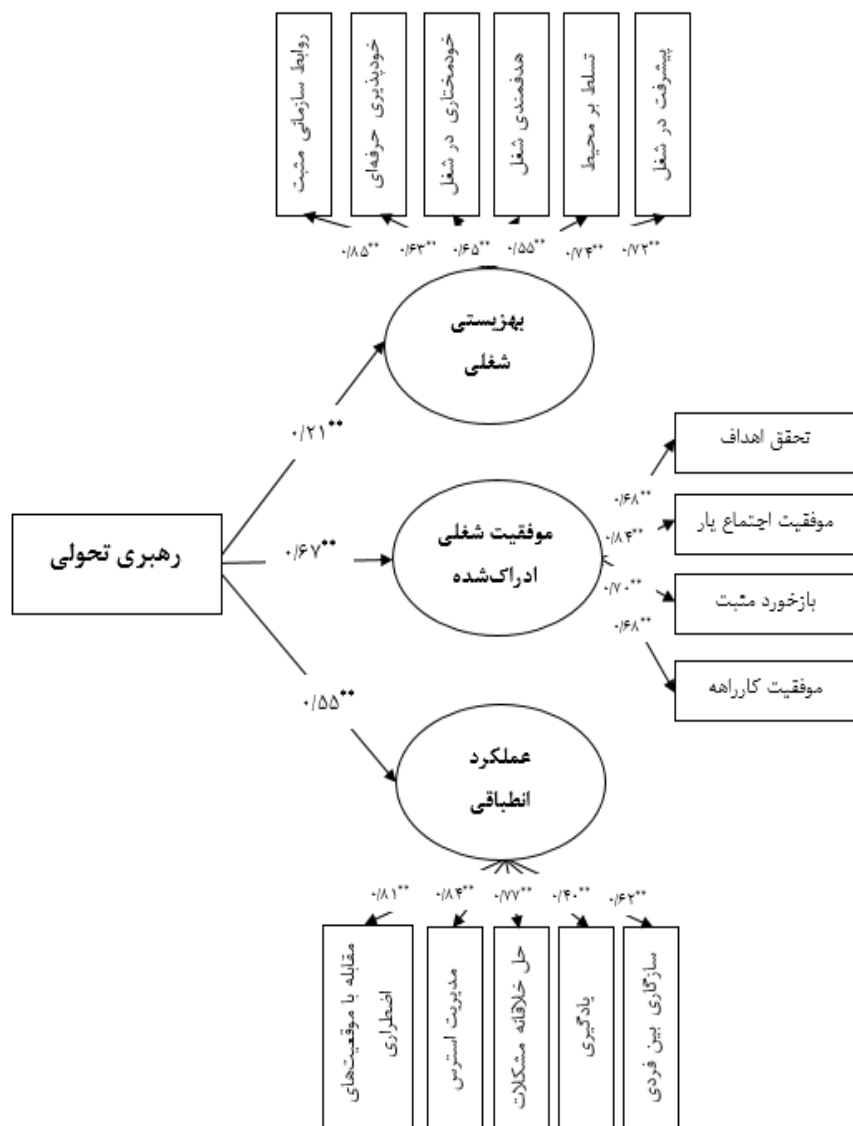 روابط سازمانی مثبت
خودپذیری حرفه‌ای
خودمختاری در شغل
هدفمندی شغل
تسلط بر محیط
پیشرفت در شغل
۰/۸۵**
۰/۶۳**
۰/۶۵**
۰/۵۵**
۰/۷۴**
۰/۷۲**
بهزیستی
شغلی
۰/۲۱**
تحقق اهداف
۰/۶۸**
موفقیت اجتماع یار
۰/۸۴**
رهبری تحولی
۰/۶۷**
موفقیت شغلی
ادراک‌شده
بازخورد مثبت
۰/۷۰**
۰/۶۸**
موفقیت کارراهه
۰/۵۵**
عملکرد
انطباقی
۰/۸۱**
۰/۸۴**
۰/۷۷**
۰/۴۰**
۰/۶۲**
مقابله با موقعیت‌های
اضطراری
مدیریت استرس
حل خلاقانه مشکلات
یادگیری
سازگاری بین فردی